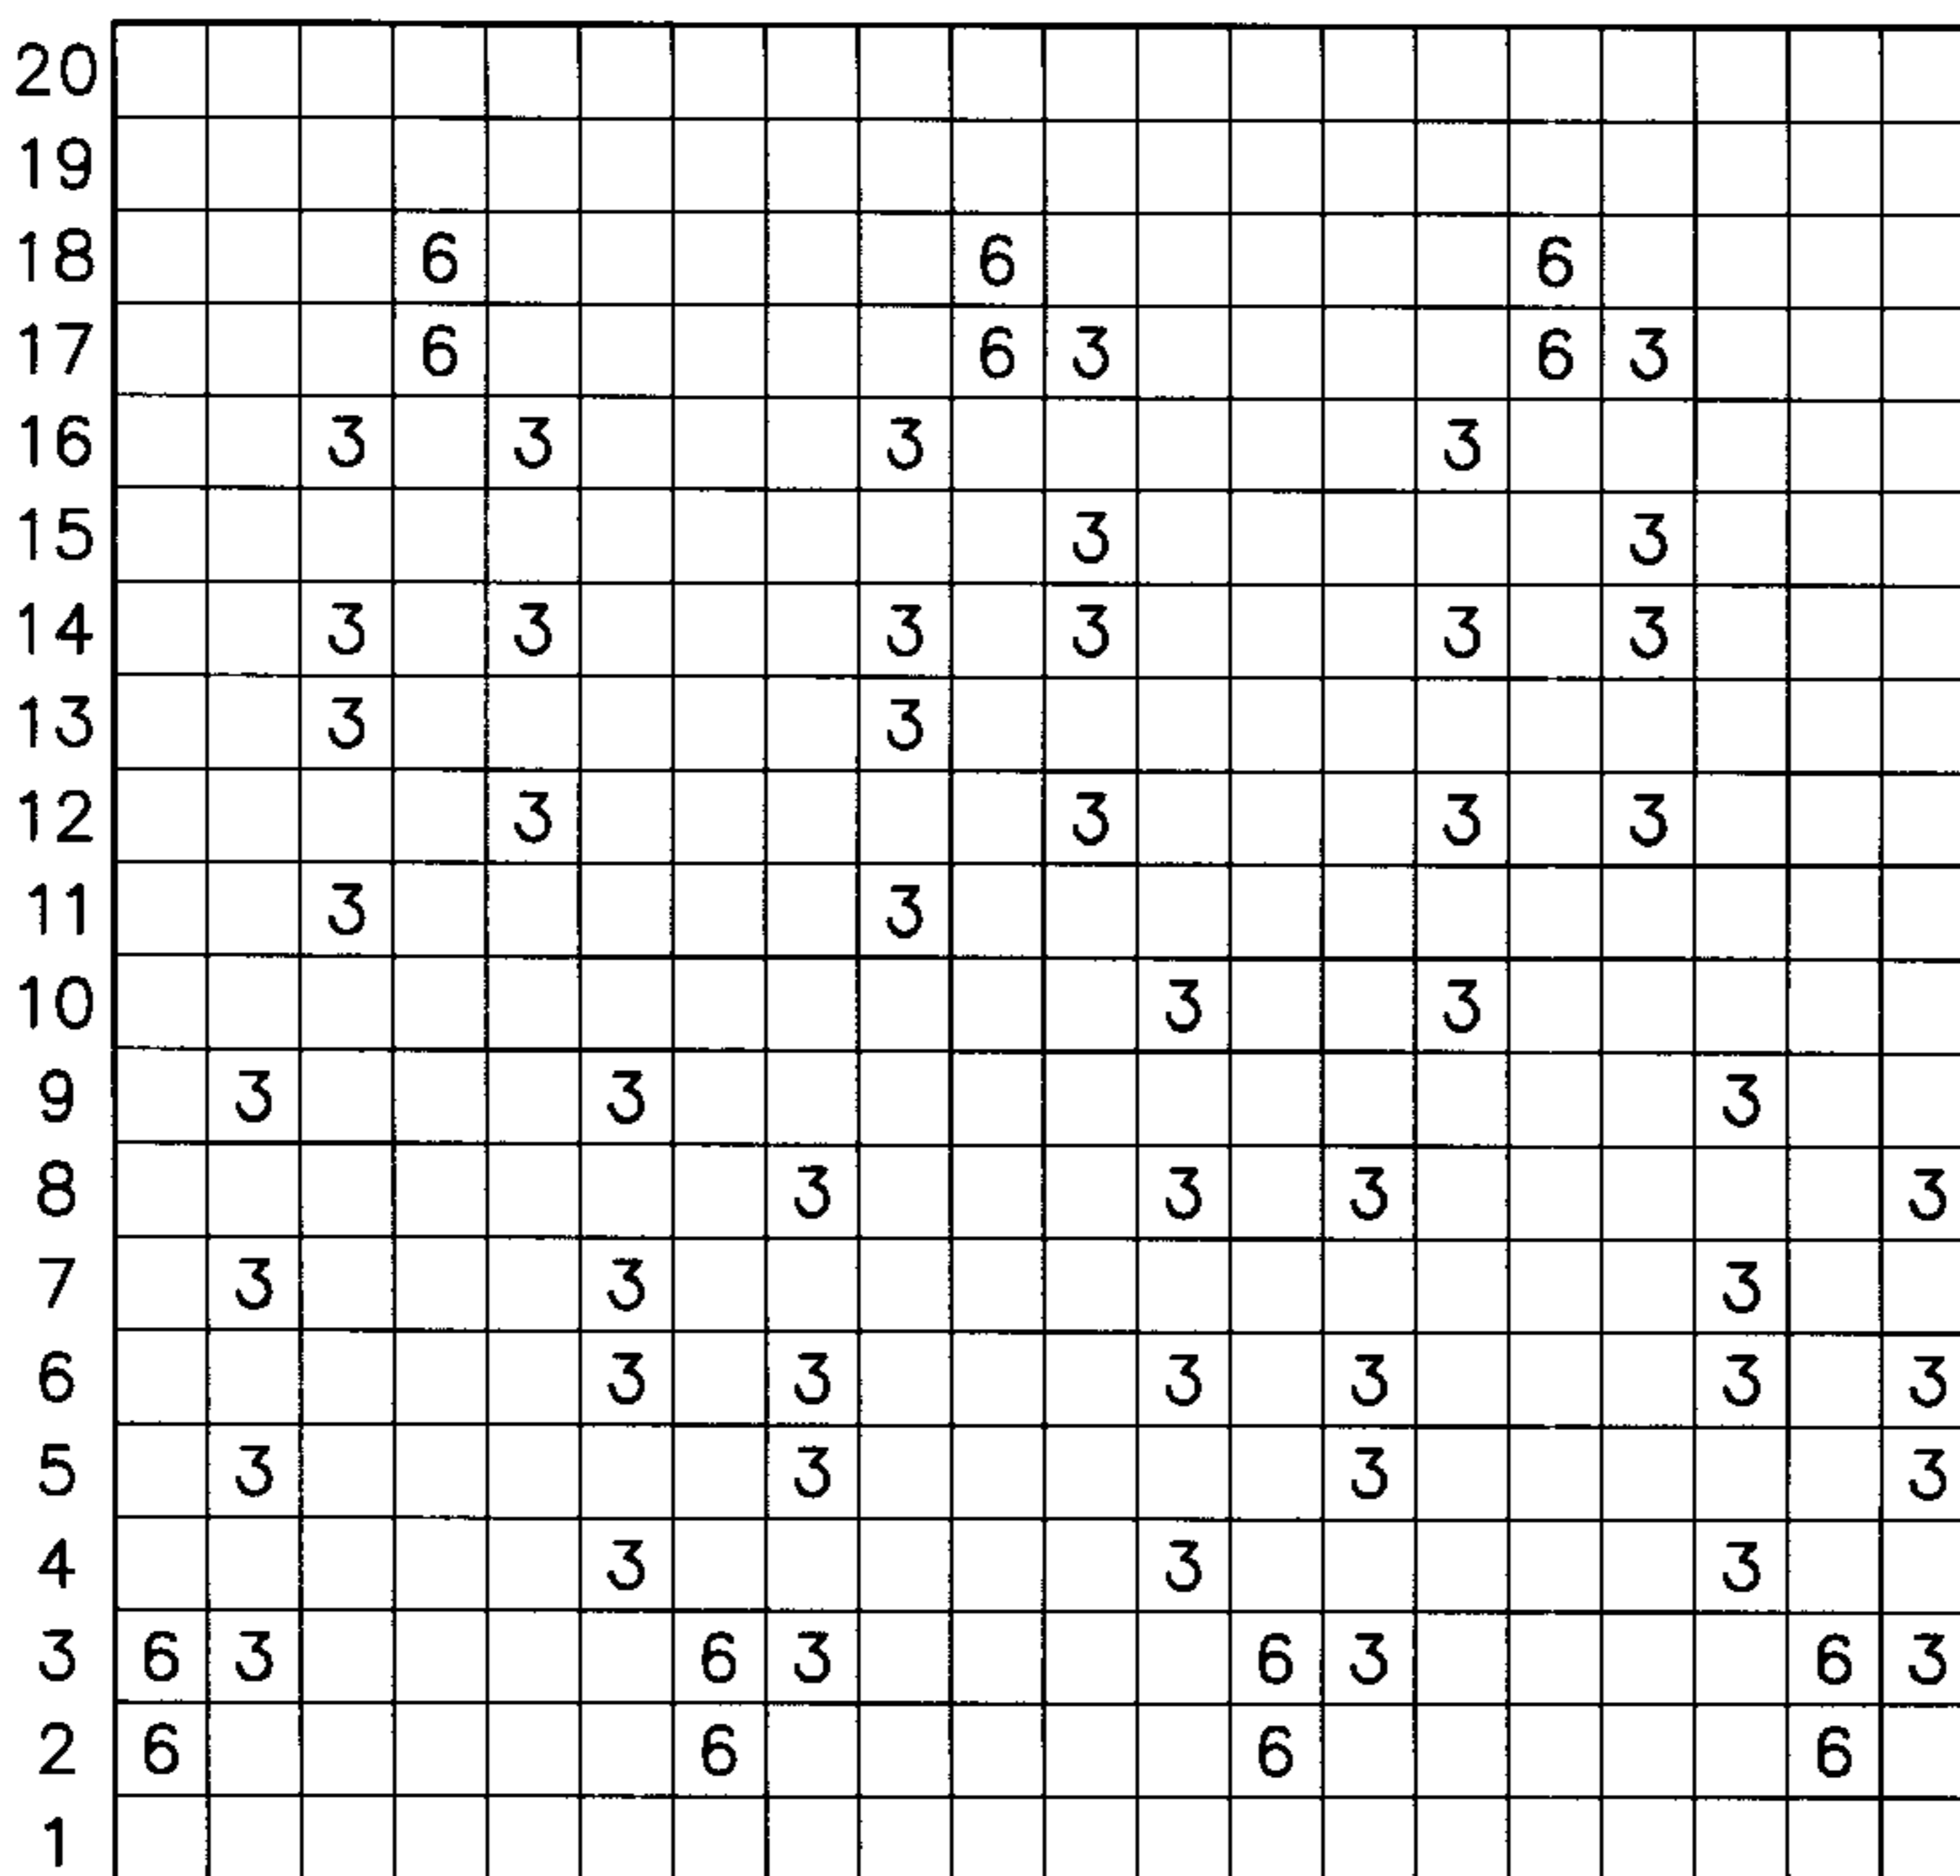 20
19
18 6 6 6
17 6 6 3 6 3
16 3 3 3 3
15 3 3
14 3 3 3 3 3 3
13 3 3
12 3 3 3 3
11 3 3
10 3 3
9 3 3 3
8 3 3 3 3
7 3 3 3
6 3 3 3 3 3 3
5 3 3 3 3
4 3 3 3
3 6 3 6 3 6 3 6 3
2 6 6 6 6
1